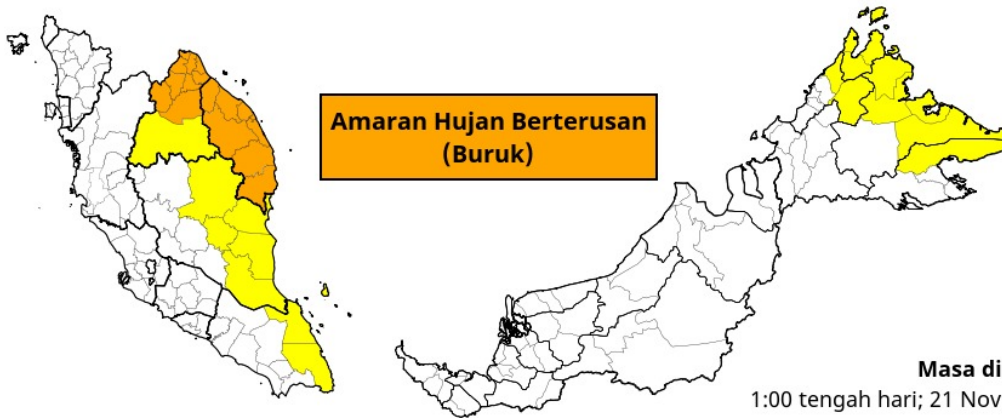 Amaran Hujan Berterusan
(Buruk)
Masa di
1:00 tengah hari; 21 Nov